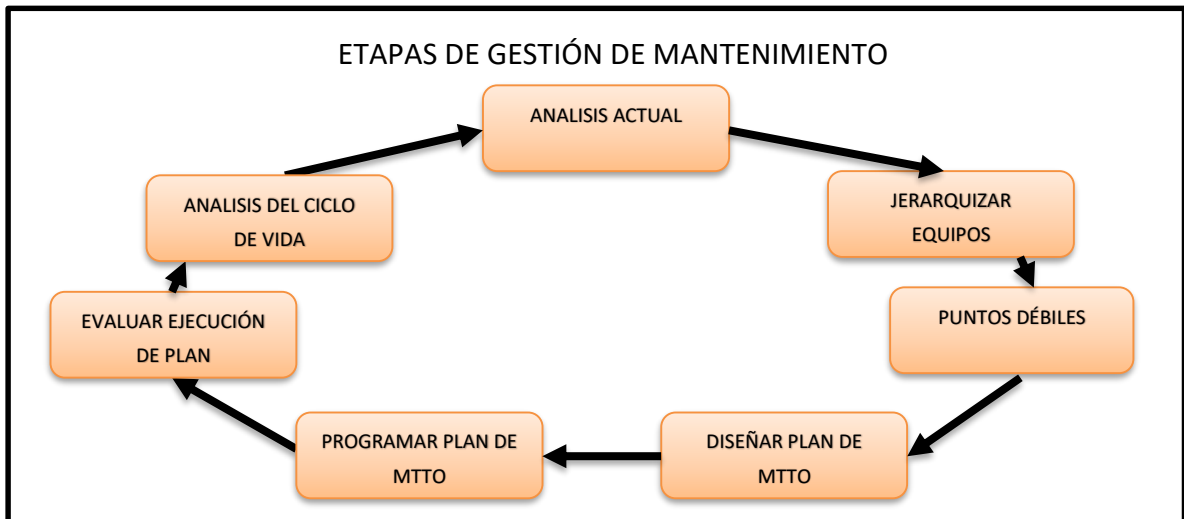 ETAPAS DE GESTIÓN DE MANTENIMIENTO
ANALISIS ACTUAL
JERARQUIZAR
EQUIPOS
PUNTOS DÉBILES
DISEÑAR PLAN DE
MTTO
PROGRAMAR PLAN DE
MTTO
EVALUAR EJECUCIÓN
DE PLAN
ANALISIS DEL CICLO
DE VIDA